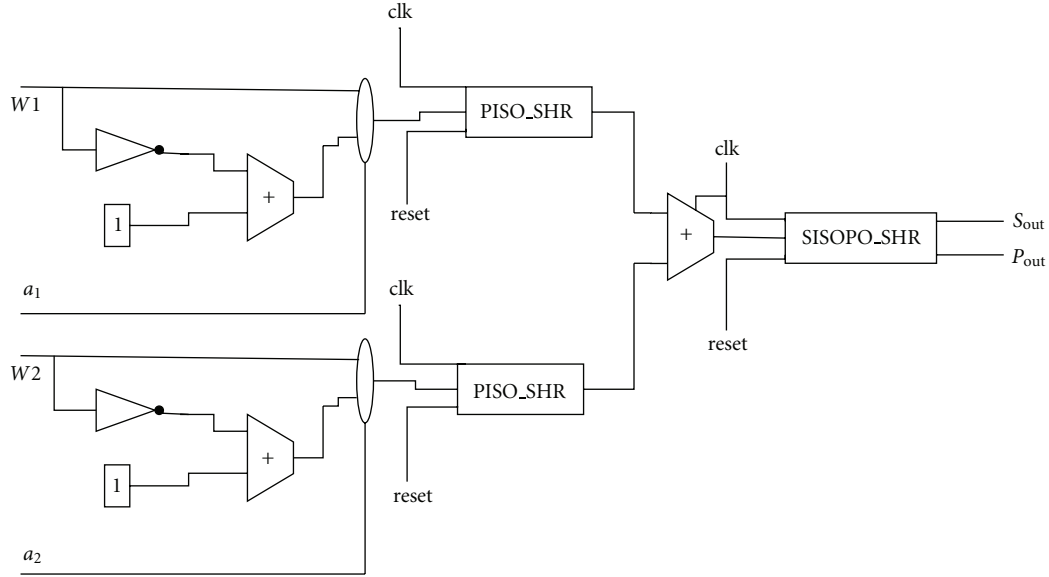 clk
W1
PISO_SHR
+
1
reset
clk
+
SISOPO_SHR
Sout
Pout
a1
clk
reset
W2
PISO_SHR
+
1
reset
a2